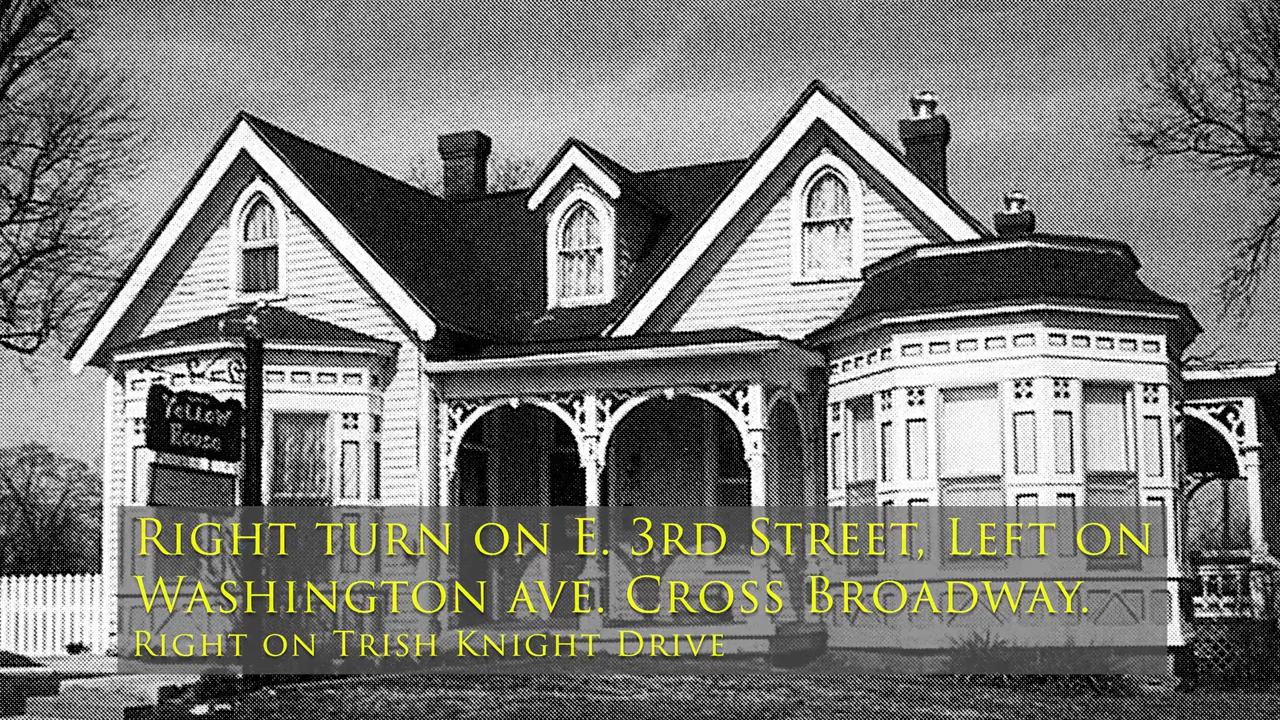 Yellow
House
Right turn on E. 3rd Street, Left on
Washington ave. Cross Broadway.
Right on Trish Knight Drive